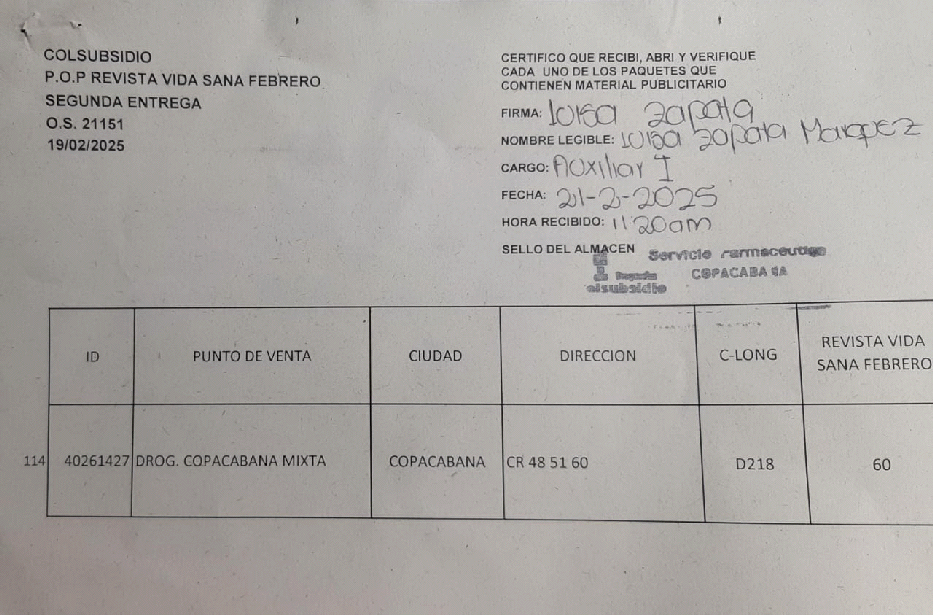 COLSUBSIDIO
P.O.P REVISTA VIDA SANA FEBRERO
SEGUNDA ENTREGA
O.S. 21151
19/02/2025
CERTIFICO QUE RECIBI, ABRI Y VERIFIQUE
CADA UNO DE LOS PAQUETES QUE
CONTIENEN MATERIAL PUBLICITARIO
FIRMA: Luisa Zapata
NOMBRE LEGIBLE: Luisa Zapata Marquez
CARGO: Auxiliar I
FECHA: 21-2-2025
HORA RECIBIDO: 11 20am
SELLO DEL ALMACEN Servicio Farmaceutico
COPACABANA
ID PUNTO DE VENTA CIUDAD DIRECCION C-LONG REVISTA VIDA SANA FEBRERO
114 40261427 DROG. COPACABANA MIXTA COPACABANA CR 48 51 60 D218 60